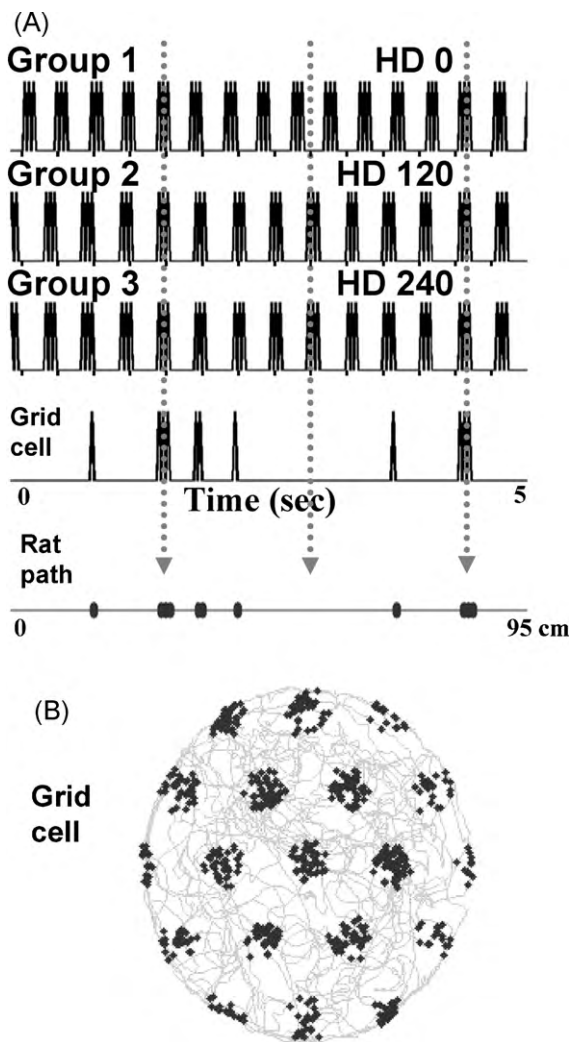 (A)
Group 1 HD 0
Group 2 HD 120
Group 3 HD 240
Grid
cell
0 Time (sec) 5
Rat
path
0 95 cm
(B)
Grid
cell